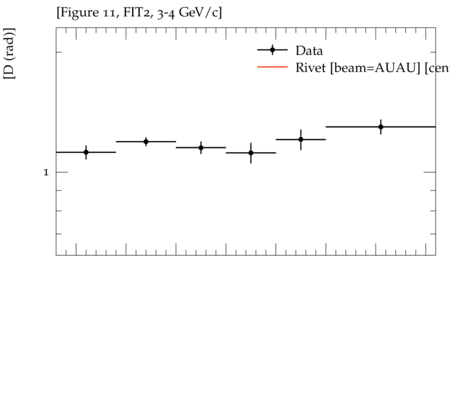 [Figure 11, FIT2, 3-4 GeV/c]
[D (rad)]
Data
Rivet [beam=AUAU] [cen
1